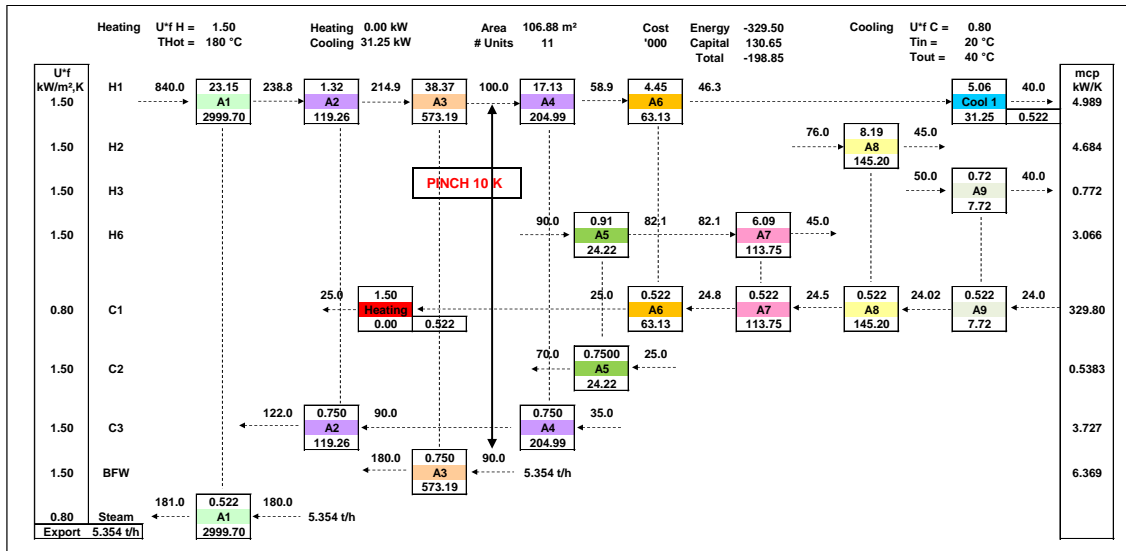 Heating U*f H = 1.50 Heating 0.00 kW Area 106.88 m² Cost Energy -329.50 Cooling U*f C = 0.80
THot = 180 °C Cooling 31.25 kW # Units 11 '000 Capital 130.65 Tin = 20 °C
Total -198.85 Tout = 40 °C
U*f mcp
kW/m²,K H1 840.0 23.15 238.8 1.32 214.9 38.37 100.0 17.13 58.9 4.45 46.3 5.06 40.0 kW/K
1.50 A1 A2 A3 A4 A6 Cool 1 4.989
2999.70 119.26 573.19 204.99 63.13 31.25 0.522
76.0 8.19 45.0
1.50 H2 A8 4.684
145.20
PINCH 10 K 50.0 0.72 40.0
1.50 H3 A9 0.772
7.72
90.0 0.91 82.1 82.1 6.09 45.0
1.50 H6 A5 A7 3.066
24.22 113.75
25.0 1.50 25.0 0.522 24.8 0.522 24.5 0.522 24.02 0.522 24.0
0.80 C1 Heating A6 A7 A8 A9 329.80
0.00 0.522 63.13 113.75 145.20 7.72
70.0 0.7500 25.0
1.50 C2 A5 0.5383
24.22
122.0 0.750 90.0 0.750 35.0
1.50 C3 A2 A4 3.727
119.26 204.99
180.0 0.750 90.0
1.50 BFW A3 5.354 t/h 6.369
573.19
181.0 0.522 180.0
0.80 Steam A1 5.354 t/h
Export 5.354 t/h 2999.70